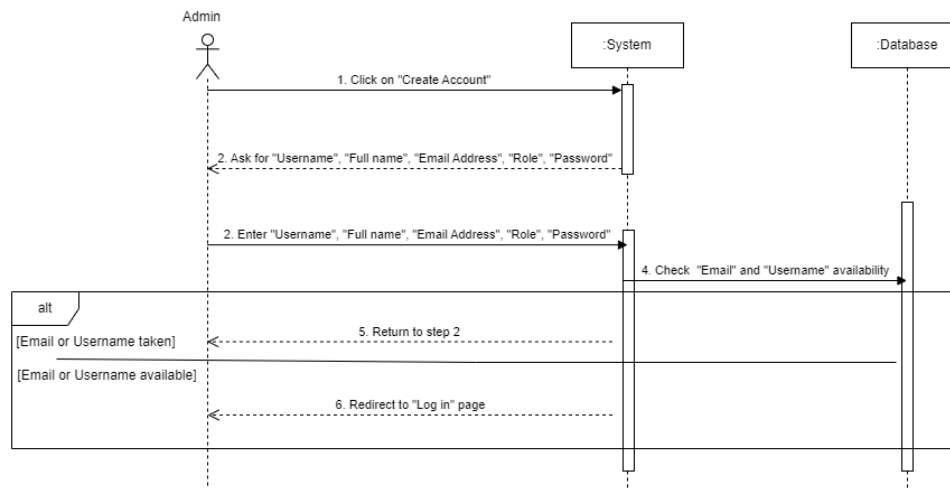 Admin
:System
:Database
1. Click on "Create Account"
2. Ask for "Username", "Full name", "Email Address", "Role", "Password"
2. Enter "Username", "Full name", "Email Address", "Role", "Password"
4. Check "Email" and "Username" availability
alt
5. Return to step 2
[Email or Username taken]
[Email or Username available]
6. Redirect to "Log in" page